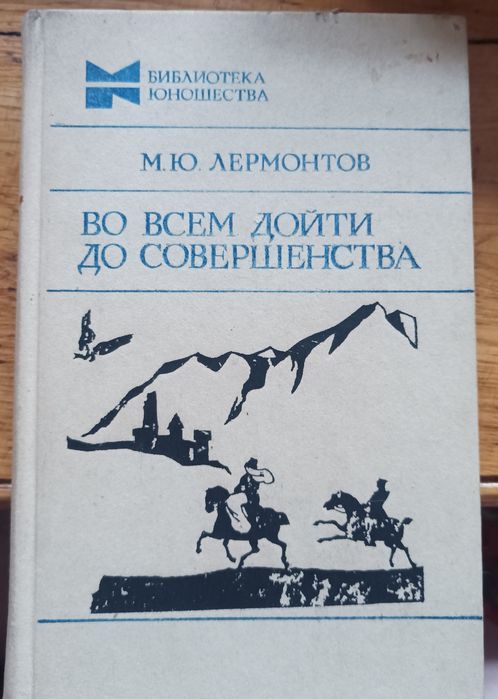 БИБЛИОТЕКА
ЮНОШЕСТВА
М.Ю. ЛЕРМОНТОВ
ВО ВСЕМ ДОЙТИ
ДО СОВЕРШЕНСТВА